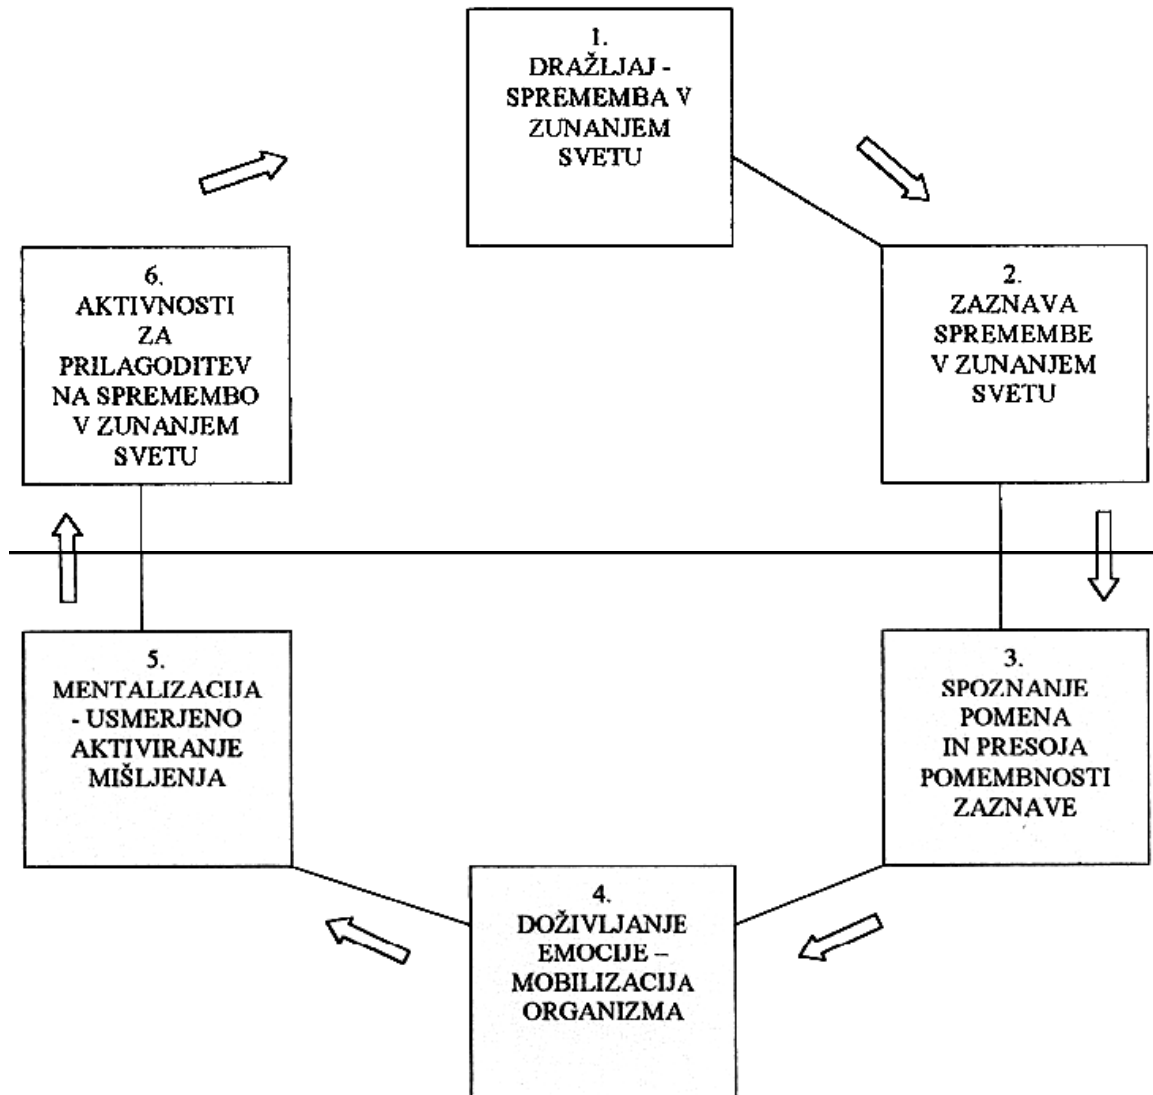 1.
DRAŽLJAJ -
SPREMEMBA V
ZUNANJEM
SVETU
2.
ZAZNAVA
SPREMEMBE
V ZUNANJEM
SVETU
3.
SPOZNANJE
POMENA
IN PRESOJA
POMEMBNOSTI
ZAZNAVE
4.
DOŽIVLJANJE
EMOCIJE –
MOBILIZACIJA
ORGANIZMA
5.
MENTALIZACIJA
- USMERJENO
AKTIVIRANJE
MIŠLJENJA
6.
AKTIVNOSTI
ZA
PRILAGODITEV
NA SPREMEMBO
V ZUNANJEM
SVETU